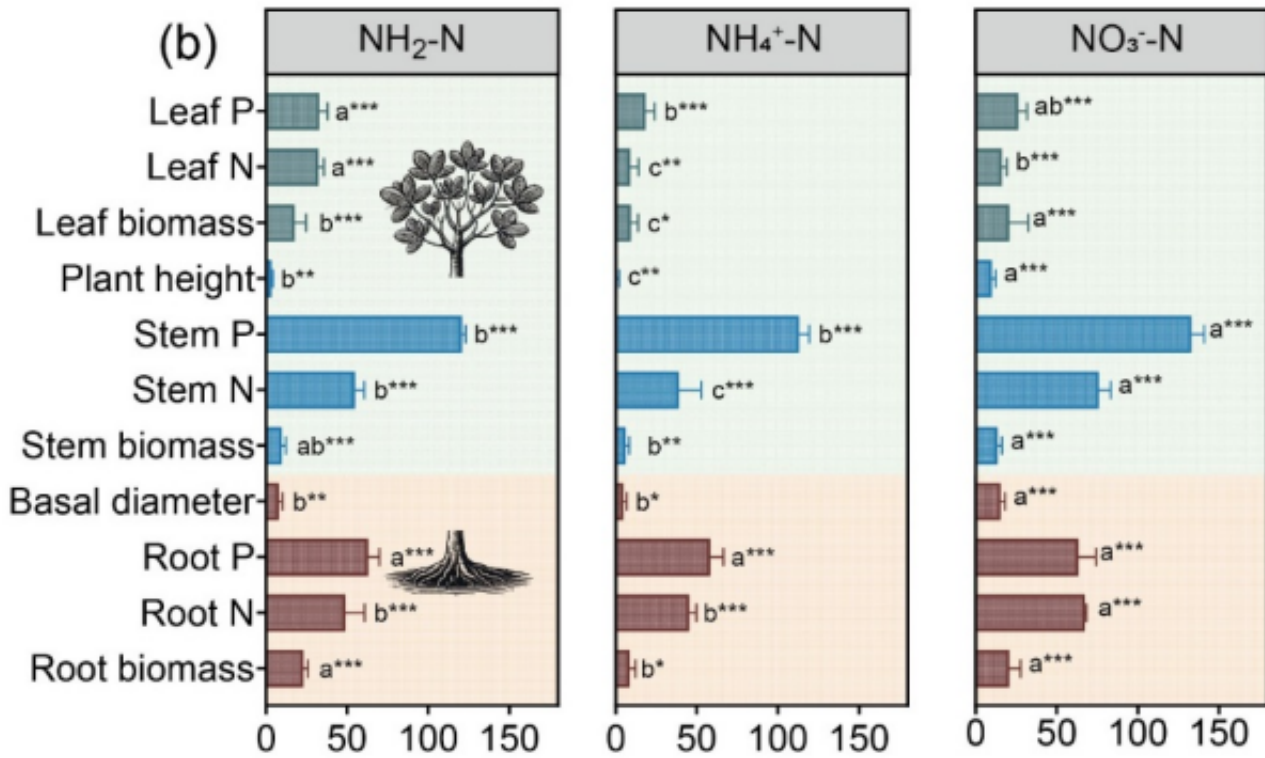 (b) NH₂-N NH₄⁺-N NO₃⁻-N
Leaf P a*** b*** ab***
Leaf N a*** c** b***
Leaf biomass b*** c* a***
Plant height b** c** a***
Stem P b*** b*** a***
Stem N b*** c*** a***
Stem biomass ab*** b** a***
Basal diameter b** b* a***
Root P a*** a*** a***
Root N b*** b*** a***
Root biomass a*** b* a***
0 50 100 150 0 50 100 150 0 50 100 150